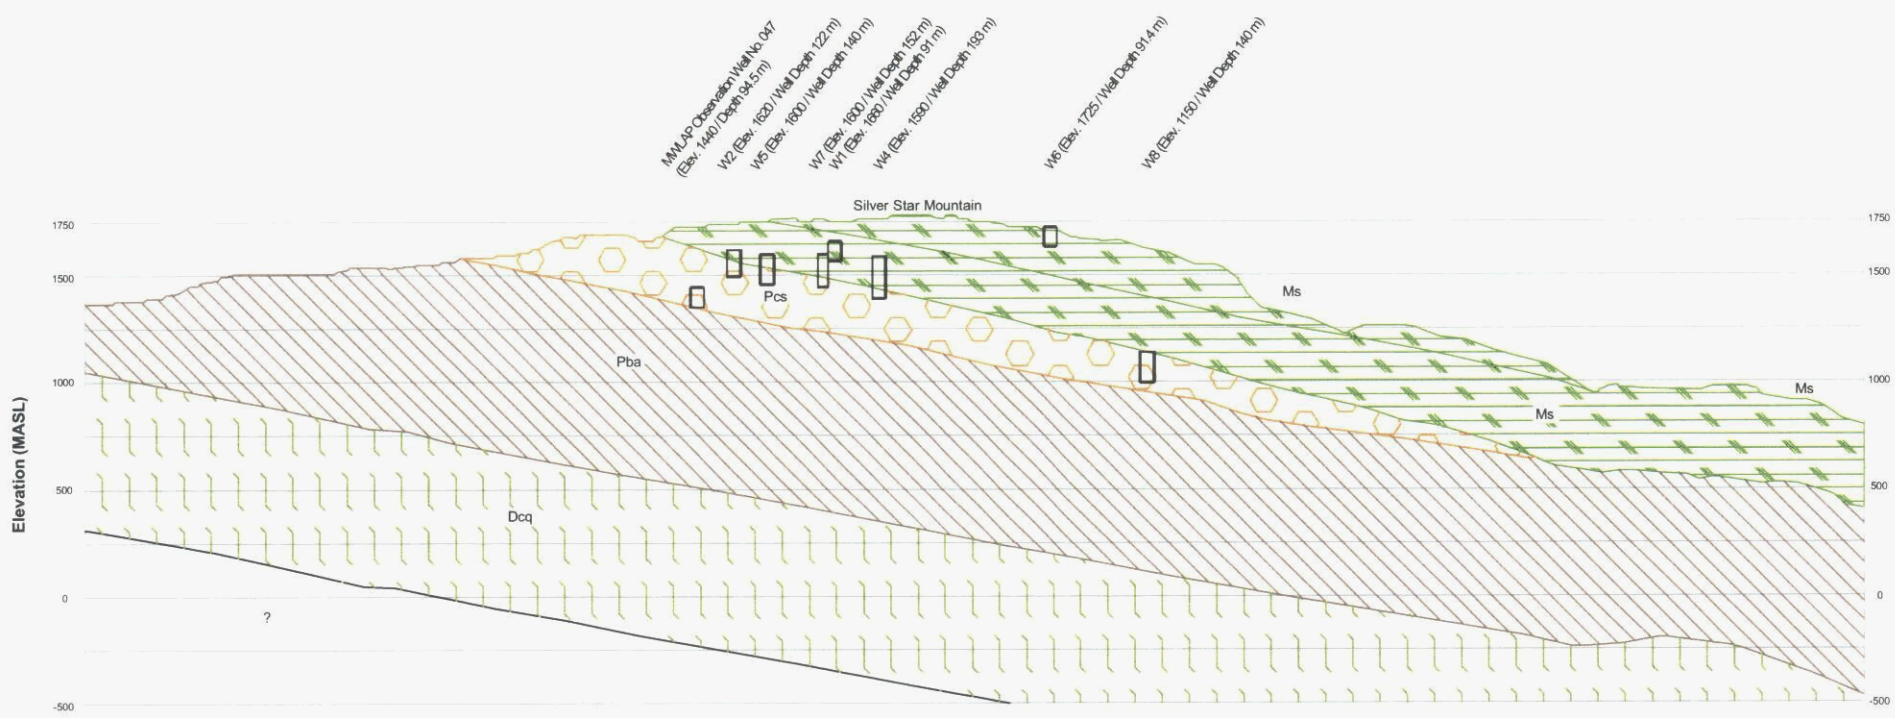 MWLAP Observation Well No. 047
(Elev. 1440 / Depth 94.5 m)
W2 (Elev. 1620 / Well Depth 122 m)
W5 (Elev. 1600 / Well Depth 140 m)
W7 (Elev. 1600 / Well Depth 152 m)
W1 (Elev. 1660 / Well Depth 91 m)
W4 (Elev. 1590 / Well Depth 193 m)
W6 (Elev. 1725 / Well Depth 91.4 m)
W8 (Elev. 1150 / Well Depth 140 m)
Silver Star Mountain
1750
1750
1500
1500
Ms
Pcs
Pba
1000
1000
Ms
Ms
Elevation (MASL)
500
500
Dcq
0
0
?
-500
-500